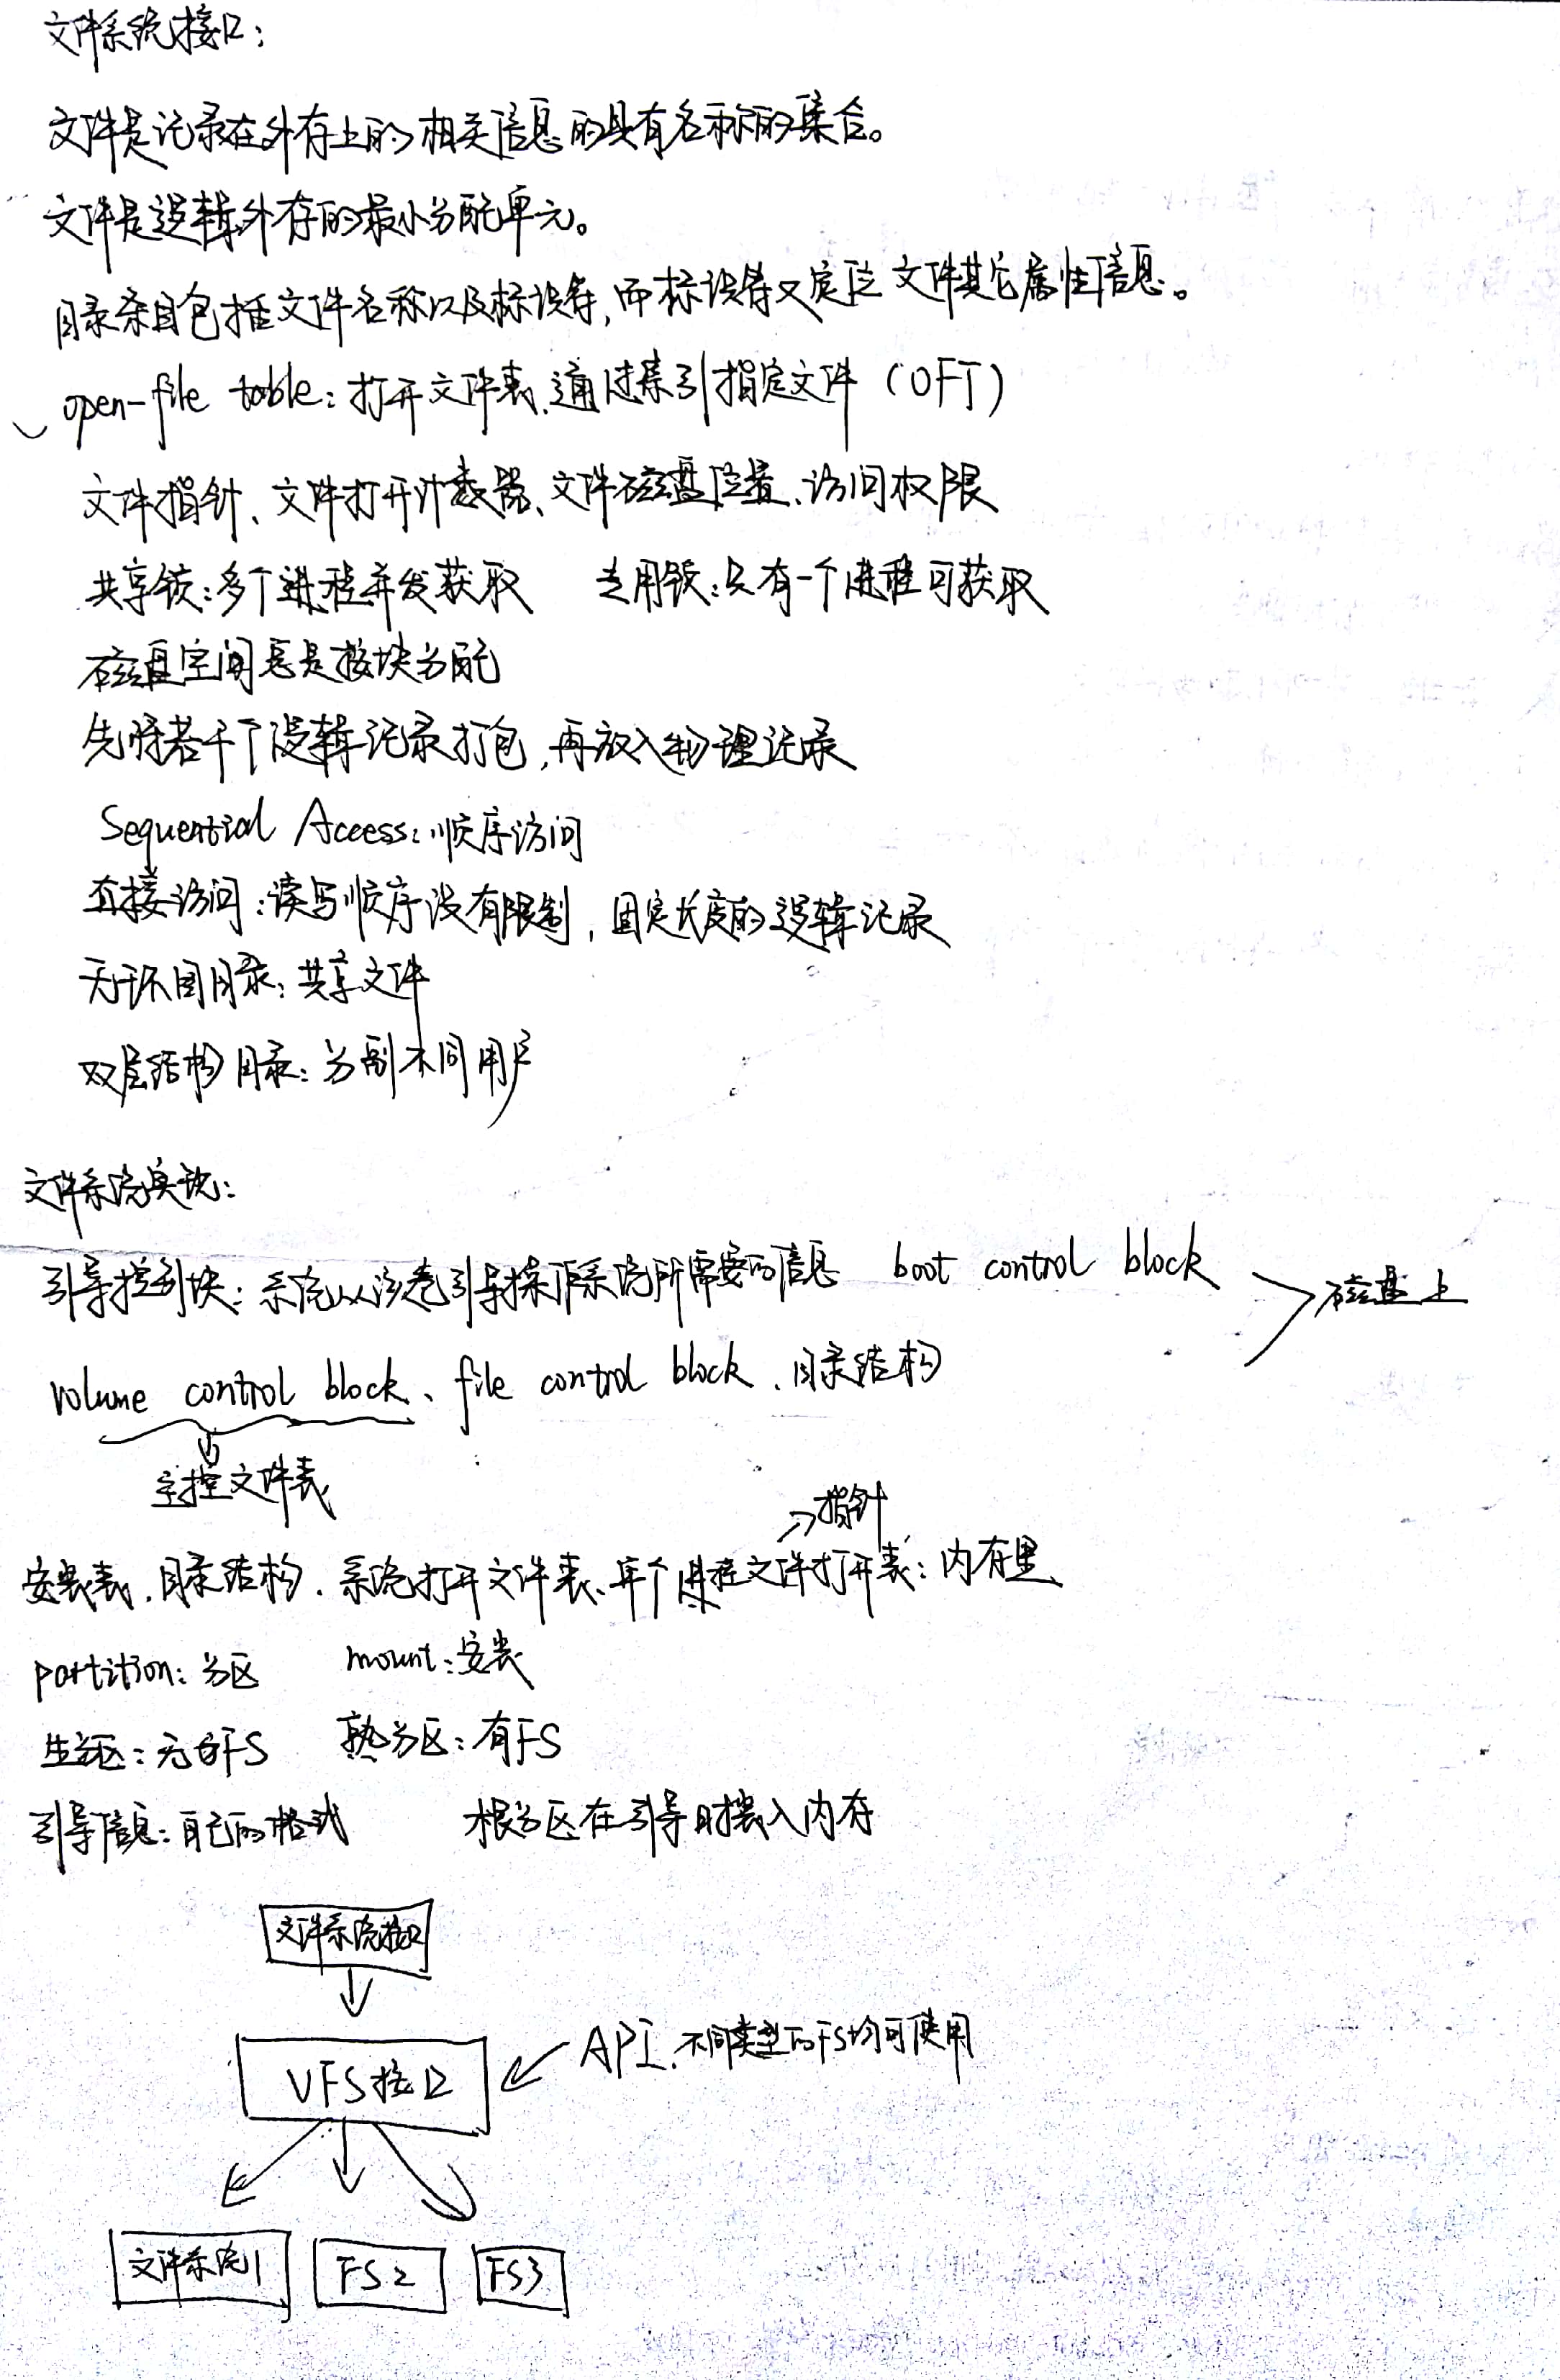 文件系统接口：
文件是记录在外存上的相关信息的具有名称的集合。
文件是逻辑外存的最小分配单元。
目录条目包括文件名称以及标识符，而标识符又定位文件其它属性信息。
open-file table：打开文件表，通过索引指定文件（OFT）
文件指针、文件打开计数器、文件磁盘位置、访问权限
共享锁：多个进程并发获取 专用锁：只有一个进程可获取
磁盘空间总是按块分配
先将若干个逻辑记录打包，再放入物理记录
Sequential Access：顺序访问
直接访问：读写顺序没有限制，固定长度的逻辑记录
无环图目录：共享文件
双层结构目录：分割不同用户
文件系统实现：
引导控制块：系统从该卷引导操作系统所需要的信息 boot control block
磁盘上
volume control block、file control block、目录结构
主控文件表
指针
安装表、目录结构、系统打开文件表、单个进程文件打开表：内存里
partition：分区 mount：安装
生分区：无FS 熟分区：有FS
引导信息：自己的格式 根分区在引导时装入内存
文件系统接口
VFS接口
API，不同类型的FS均可使用
文件系统1 FS2 FS3